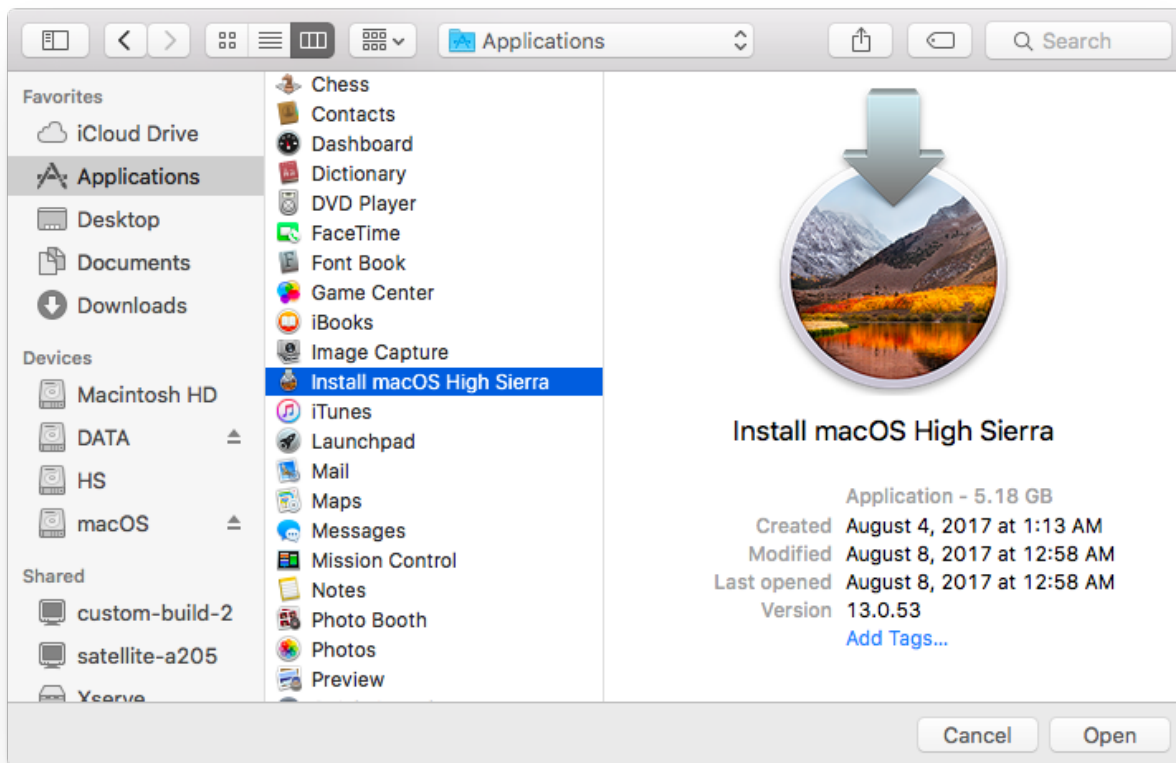 Applications
Search
Favorites
iCloud Drive
Applications
Desktop
Documents
Downloads
Devices
Macintosh HD
DATA
HS
macOS
Shared
custom-build-2
satellite-a205
Xserve
Chess
Contacts
Dashboard
Dictionary
DVD Player
FaceTime
Font Book
Game Center
iBooks
Image Capture
Install macOS High Sierra
iTunes
Launchpad
Mail
Maps
Messages
Mission Control
Notes
Photo Booth
Photos
Preview
Install macOS High Sierra
Application - 5.18 GB
Created August 4, 2017 at 1:13 AM
Modified August 8, 2017 at 12:58 AM
Last opened August 8, 2017 at 12:58 AM
Version 13.0.53
Add Tags...
Cancel
Open